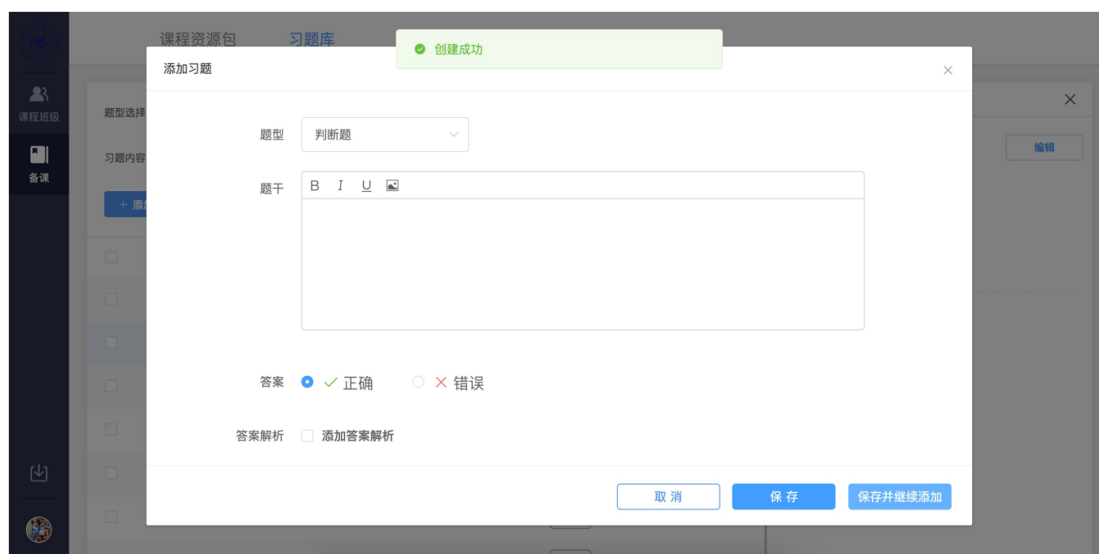 课程资源包 习题库
创建成功
添加习题
课程班级
题型选择
题型 判断题
编辑
习题内容
备课
题干 B I U
+ 添
答案 正确 错误
答案解析 添加答案解析
取消 保存 保存并继续添加